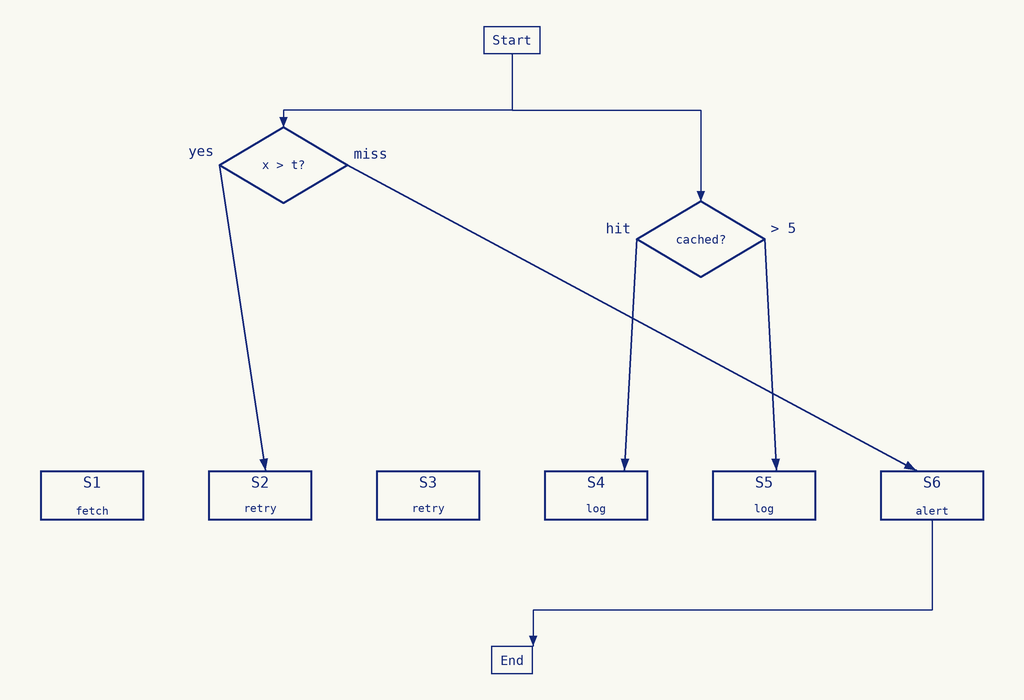 Start
yes
x > t?
miss
hit
cached?
> 5
S1
fetch
S2
retry
S3
retry
S4
log
S5
log
S6
alert
End